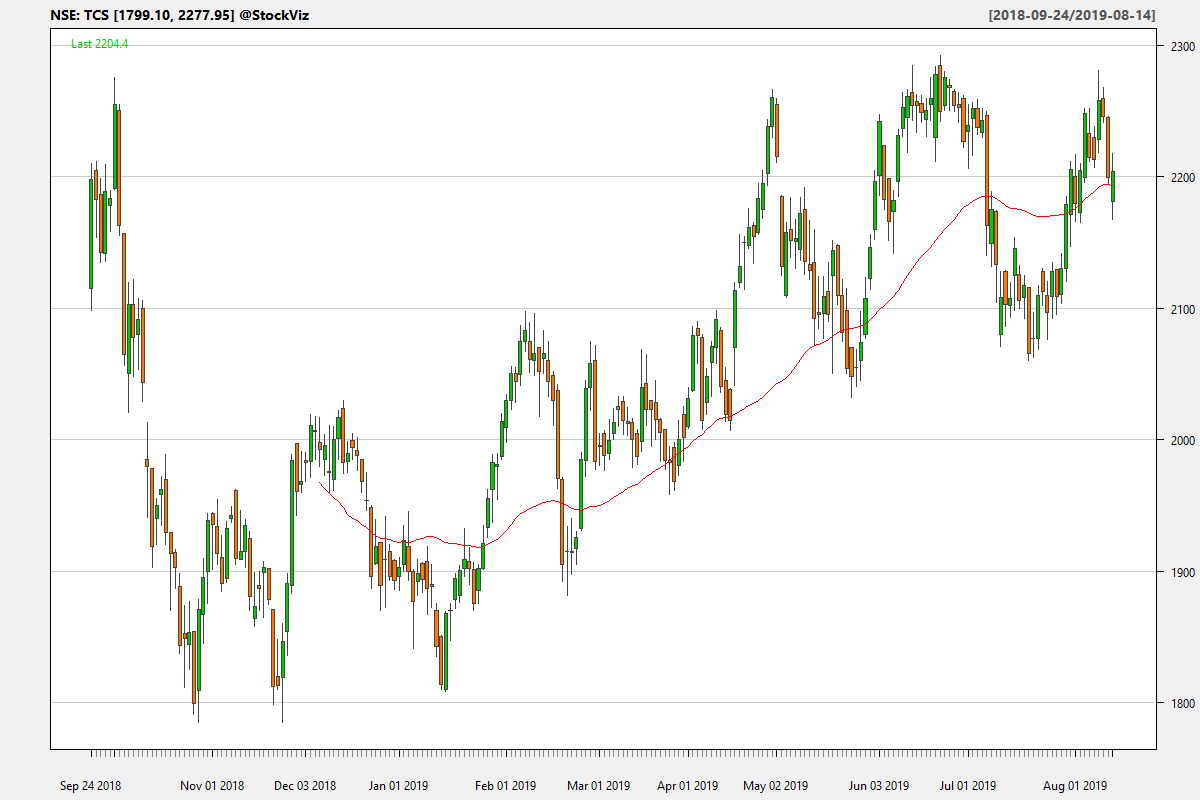 NSE: TCS [1799.10, 2277.95] @StockViz [2018-09-24/2019-08-14]
Last 2204.4
2300
2200
2100
2000
1900
1800
Sep 24 2018 Nov 01 2018 Dec 03 2018 Jan 01 2019 Feb 01 2019 Mar 01 2019 Apr 01 2019 May 02 2019 Jun 03 2019 Jul 01 2019 Aug 01 2019